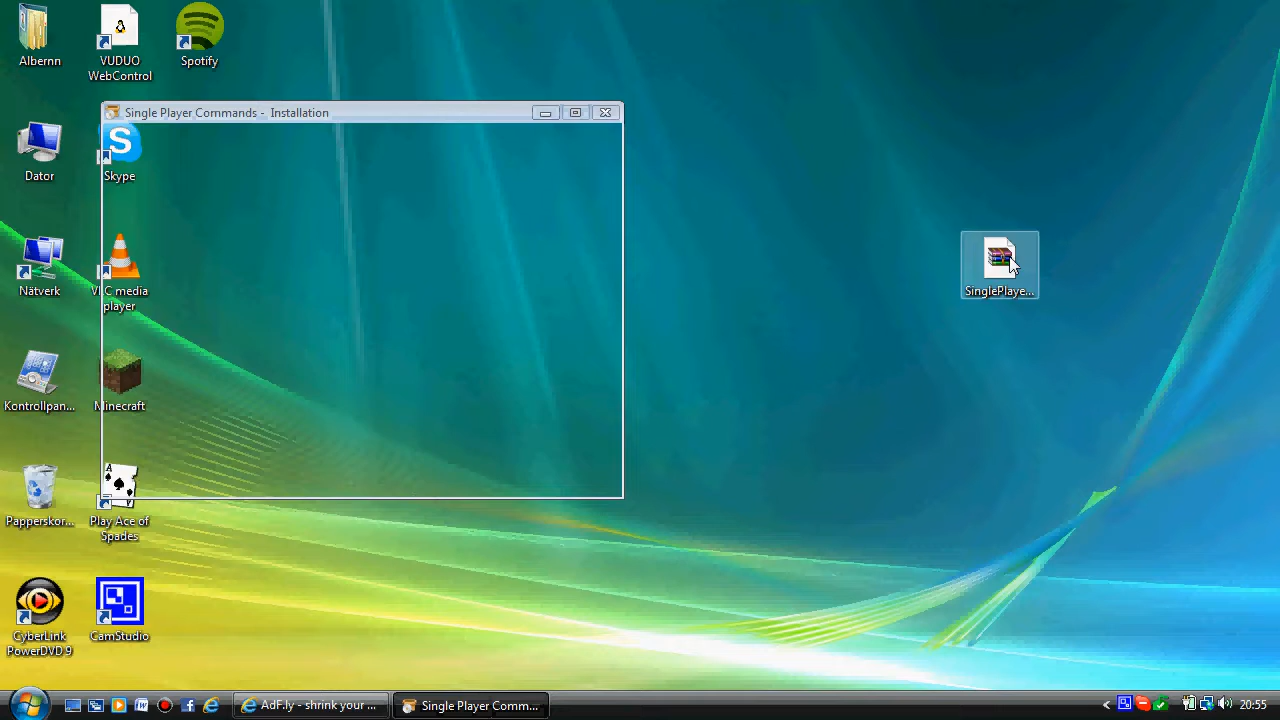 Albernn
VUDUO
WebControl
Spotify
Single Player Commands - Installation
Dator
Skype
Nätverk
VLC media
player
SinglePlaye...
Kontrollpan...
Minecraft
A
Papperskor...
Play Ace of
Spades
CyberLink
PowerDVD 9
CamStudio
AdF.ly - shrink your ...
Single Player Comm...
20:55